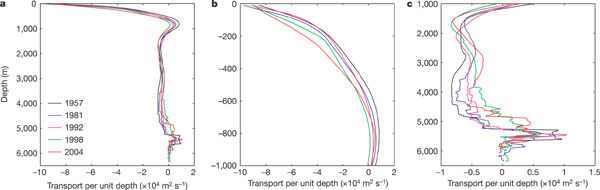 a
b
c
0
1,000
2,000
3,000
4,000
5,000
6,000
Depth (m)
1957
1981
1992
1998
2004
−10 −8 −6 −4 −2 0 2
Transport per unit depth (×10⁴ m² s⁻¹)
0
−200
−400
−600
−800
−1,000
−10 −8 −6 −4 −2 0 2
Transport per unit depth (×10⁴ m² s⁻¹)
1,000
2,000
3,000
4,000
5,000
6,000
−1 −0.5 0 0.5 1 1.5
Transport per unit depth (×10⁴ m² s⁻¹)